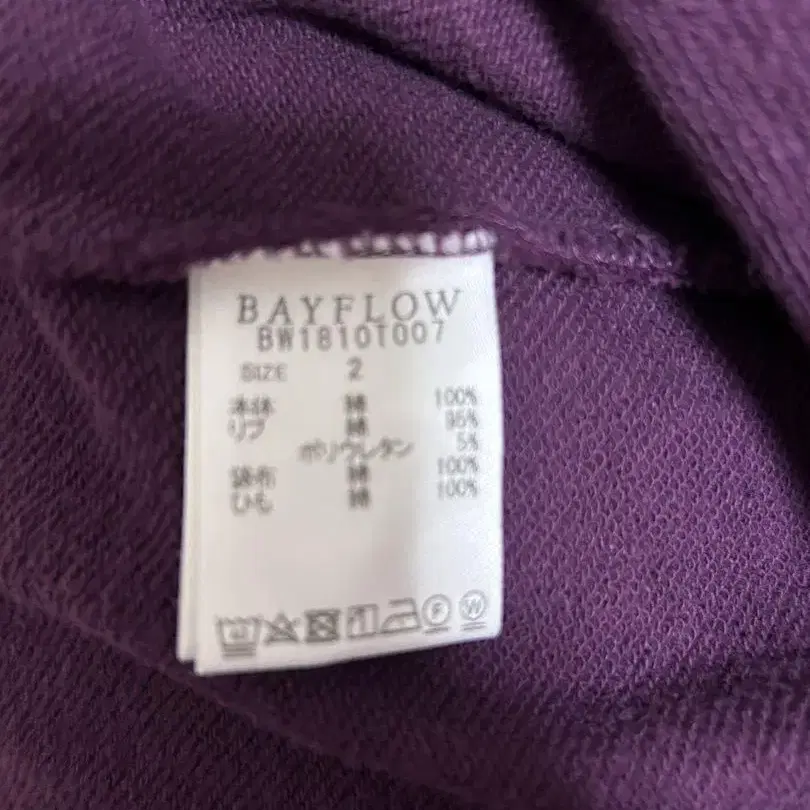 BAYFLOW
BW1810T007
SIZE 2
本体 綿 100%
リブ 綿 95%
ポリウレタン 5%
袋布 綿 100%
ひも 綿 100%
F W